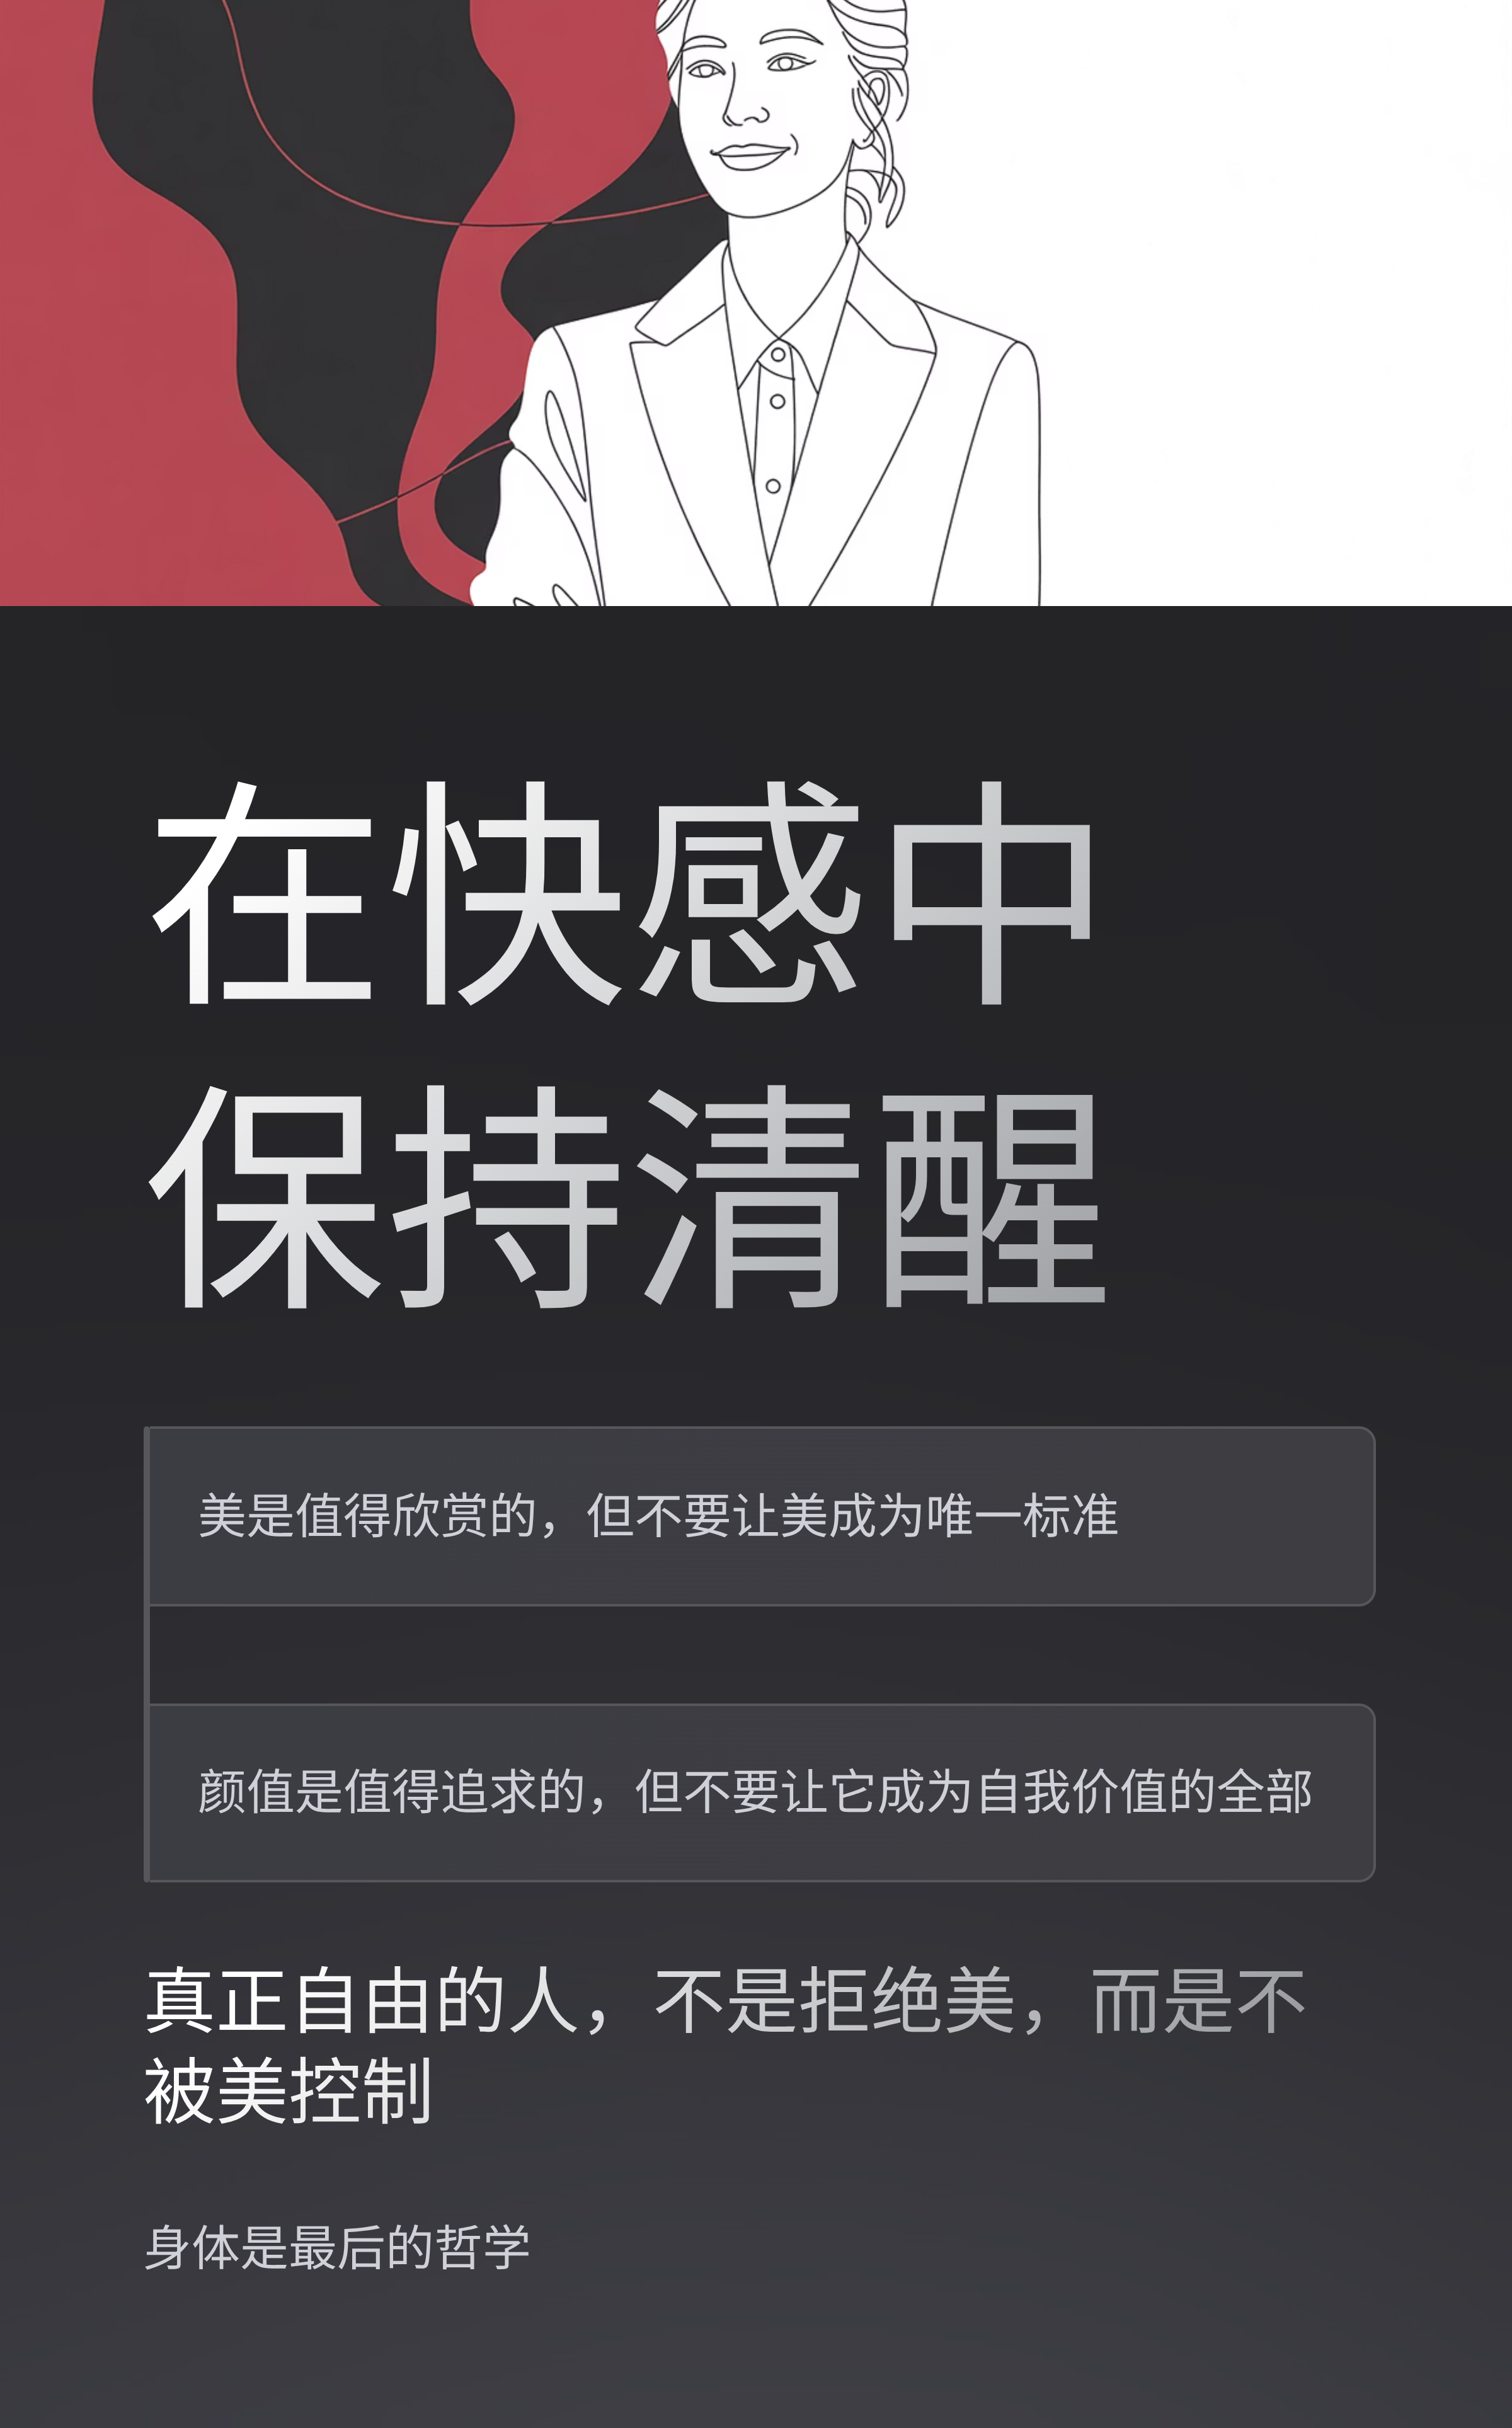 在快感中
保持清醒
美是值得欣赏的，但不要让美成为唯一标准
颜值是值得追求的，但不要让它成为自我价值的全部
真正自由的人，不是拒绝美，而是不
被美控制
身体是最后的哲学